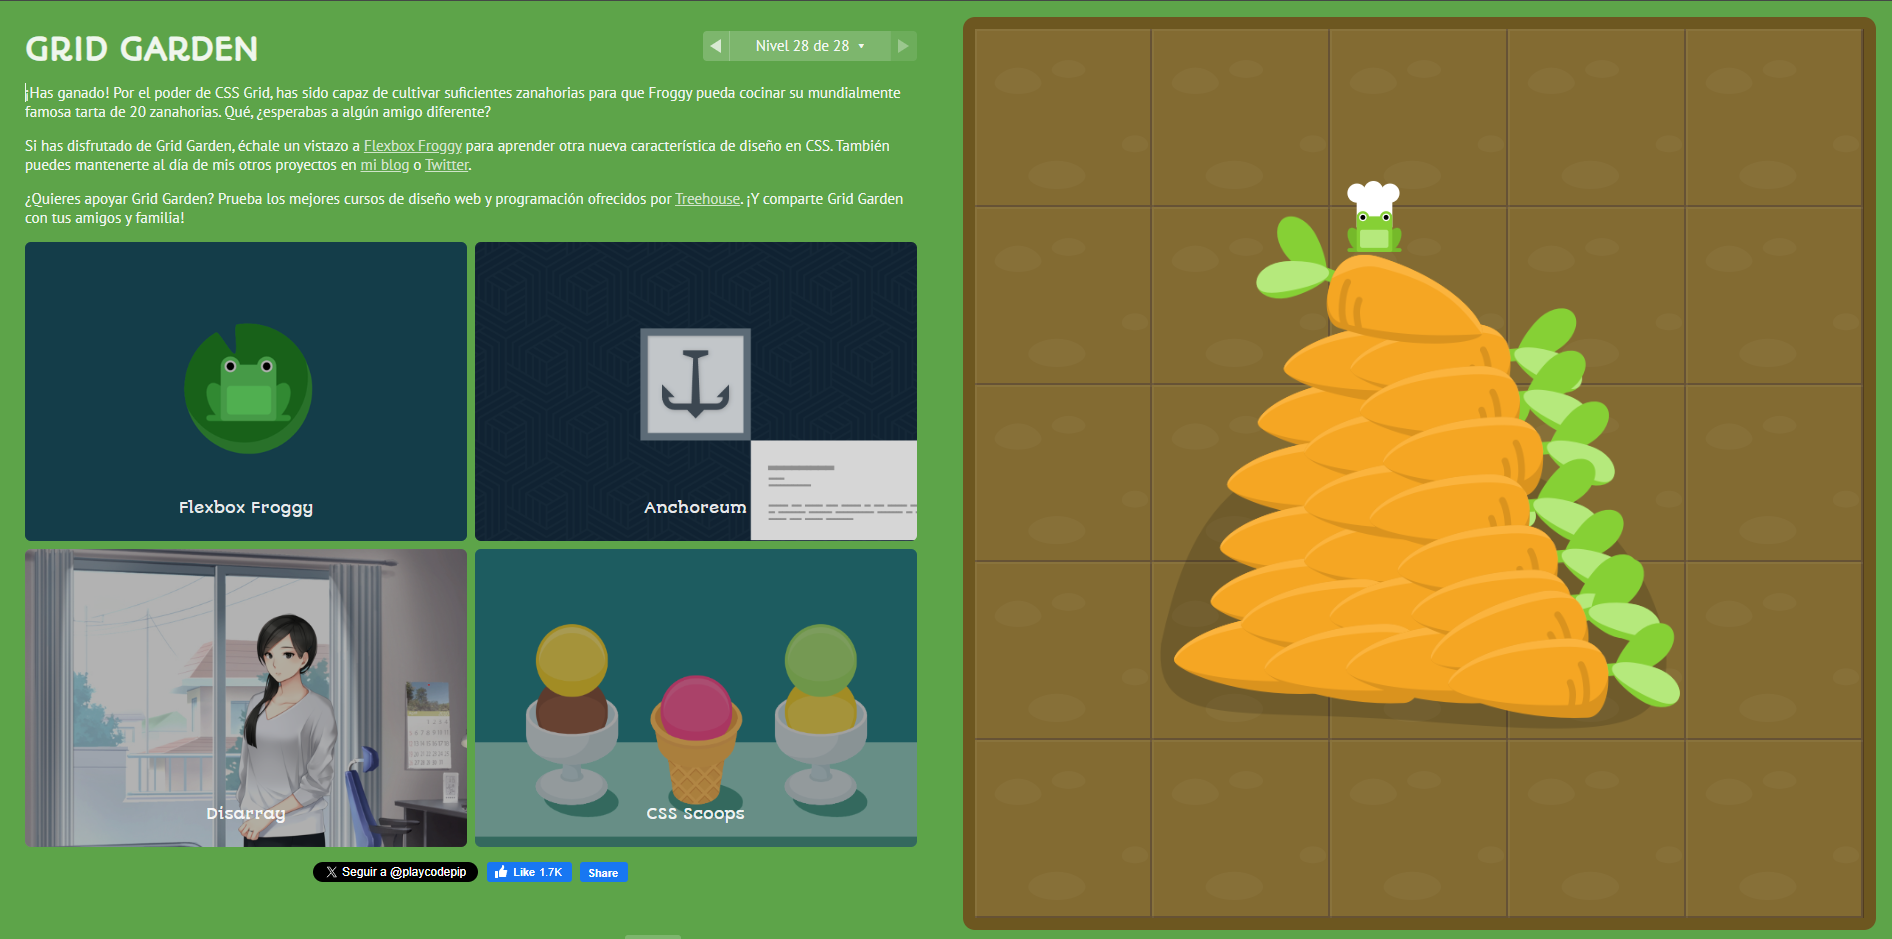 GRID GARDEN
Nivel 28 de 28
¡Has ganado! Por el poder de CSS Grid, has sido capaz de cultivar suficientes zanahorias para que Froggy pueda cocinar su mundialmente
famosa tarta de 20 zanahorias. Qué, ¿esperabas a algún amigo diferente?
Si has disfrutado de Grid Garden, échale un vistazo a Flexbox Froggy para aprender otra nueva característica de diseño en CSS. También
puedes mantenerte al día de mis otros proyectos en mi blog o Twitter.
¿Quieres apoyar Grid Garden? Prueba los mejores cursos de diseño web y programación ofrecidos por Treehouse. ¡Y comparte Grid Garden
con tus amigos y familia!
Flexbox Froggy
Anchoreum
Disarray
CSS Scoops
Seguir a @playcodepip
Like 1.7K
Share